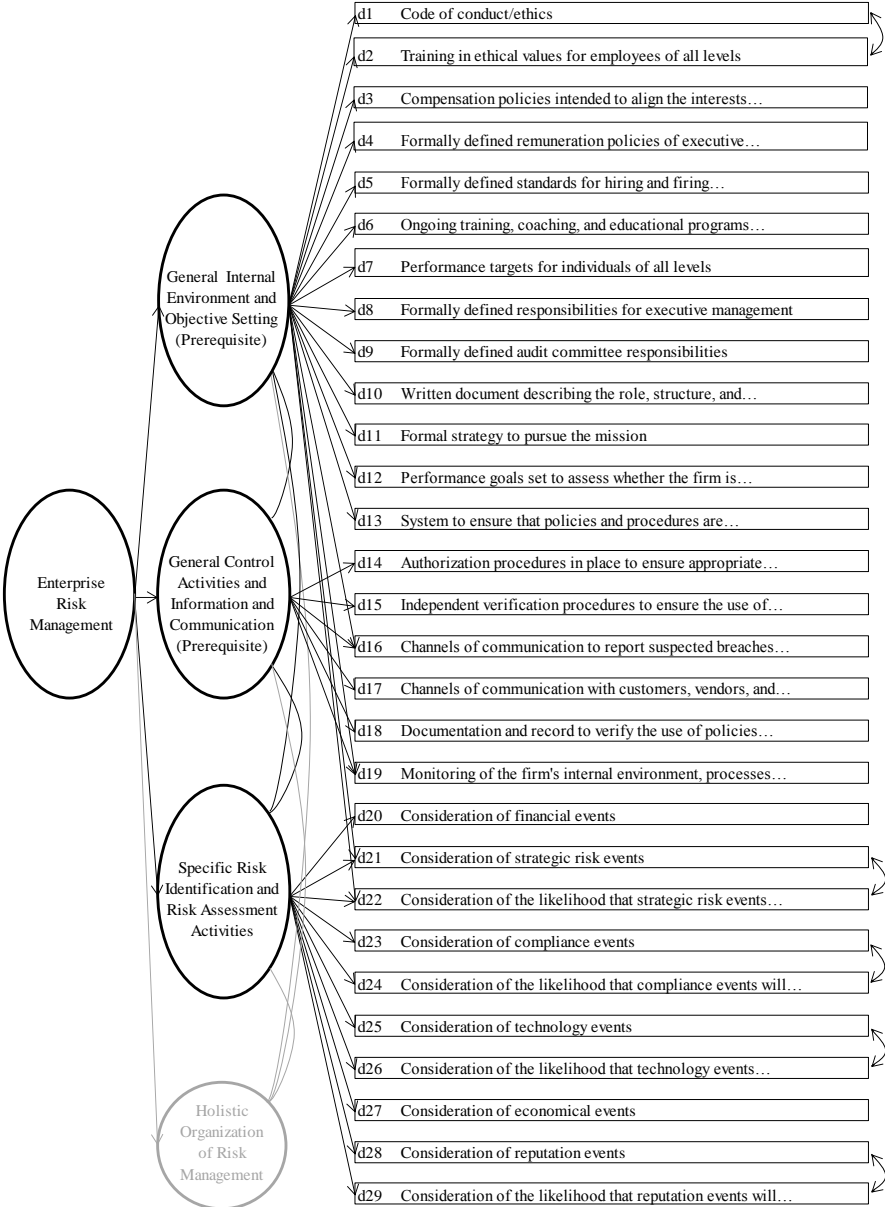 d1 Code of conduct/ethics
d2 Training in ethical values for employees of all levels
d3 Compensation policies intended to align the interests…
d4 Formally defined remuneration policies of executive…
d5 Formally defined standards for hiring and firing…
d6 Ongoing training, coaching, and educational programs…
d7 Performance targets for individuals of all levels
d8 Formally defined responsibilities for executive management
d9 Formally defined audit committee responsibilities
d10 Written document describing the role, structure, and…
d11 Formal strategy to pursue the mission
d12 Performance goals set to assess whether the firm is…
d13 System to ensure that policies and procedures are…
d14 Authorization procedures in place to ensure appropriate…
d15 Independent verification procedures to ensure the use of…
d16 Channels of communication to report suspected breaches…
d17 Channels of communication with customers, vendors, and…
d18 Documentation and record to verify the use of policies…
d19 Monitoring of the firm's internal environment, processes…
d20 Consideration of financial events
d21 Consideration of strategic risk events
d22 Consideration of the likelihood that strategic risk events…
d23 Consideration of compliance events
d24 Consideration of the likelihood that compliance events will…
d25 Consideration of technology events
d26 Consideration of the likelihood that technology events…
d27 Consideration of economical events
d28 Consideration of reputation events
d29 Consideration of the likelihood that reputation events will…
General Internal
Environment and
Objective Setting
(Prerequisite)
Enterprise
Risk
Management
General Control
Activities and
Information and
Communication
(Prerequisite)
Specific Risk
Identification and
Risk Assessment
Activities
Holistic
Organization
of Risk
Management